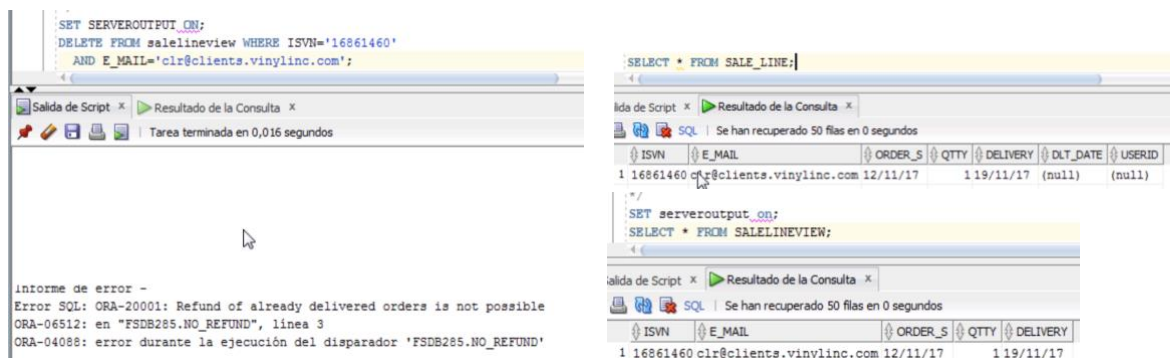 SET SERVEROUTPUT ON;
DELETE FROM salelineview WHERE ISVN='16861460'
AND E_MAIL='clr@clients.vinylinc.com';
Salida de Script x Resultado de la Consulta x
Tarea terminada en 0,016 segundos
Informe de error -
Error SQL: ORA-20001: Refund of already delivered orders is not possible
ORA-06512: en "FSDB285.NO_REFUND", línea 3
ORA-04088: error durante la ejecución del disparador 'FSDB285.NO_REFUND'
SELECT * FROM SALE_LINE;
lida de Script x Resultado de la Consulta x
SQL | Se han recuperado 50 filas en 0 segundos
ISVN E_MAIL ORDER_S QTTY DELIVERY DLT_DATE USERID
1 16861460 clr@clients.vinylinc.com 12/11/17 1 19/11/17 (null) (null)
*/
SET serveroutput on;
SELECT * FROM SALELINEVIEW;
alida de Script x Resultado de la Consulta x
SQL | Se han recuperado 50 filas en 0 segundos
ISVN E_MAIL ORDER_S QTTY DELIVERY
1 16861460 clr@clients.vinylinc.com 12/11/17 1 19/11/17